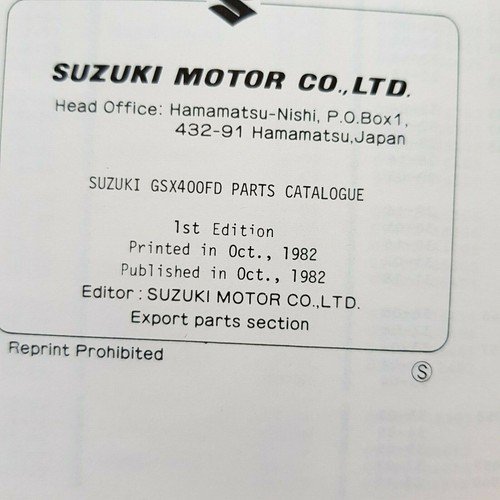 SUZUKI MOTOR CO.,LTD.
Head Office: Hamamatsu-Nishi, P.O.Box1,
432-91 Hamamatsu,Japan
SUZUKI GSX400FD PARTS CATALOGUE
1st Edition
Printed in Oct., 1982
Published in Oct., 1982
Editor : SUZUKI MOTOR CO.,LTD.
Export parts section
Reprint Prohibited
Ⓢ